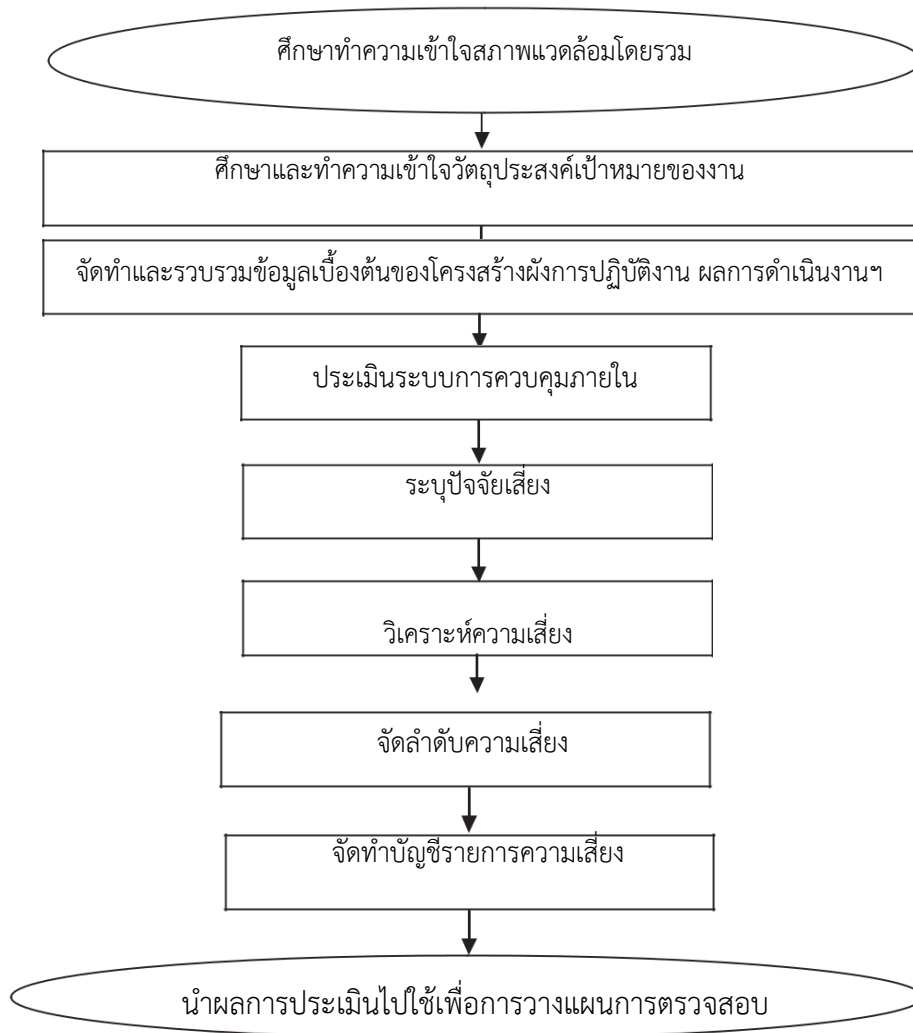 ศึกษาทำความเข้าใจสภาพแวดล้อมโดยรวม
ศึกษาและทำความเข้าใจวัตถุประสงค์เป้าหมายของงาน
จัดทำและรวบรวมข้อมูลเบื้องต้นของโครงสร้างผังการปฏิบัติงาน ผลการดำเนินงานฯ
ประเมินระบบการควบคุมภายใน
ระบุปัจจัยเสี่ยง
วิเคราะห์ความเสี่ยง
จัดลำดับความเสี่ยง
จัดทำบัญชีรายการความเสี่ยง
นำผลการประเมินไปใช้เพื่อการวางแผนการตรวจสอบ